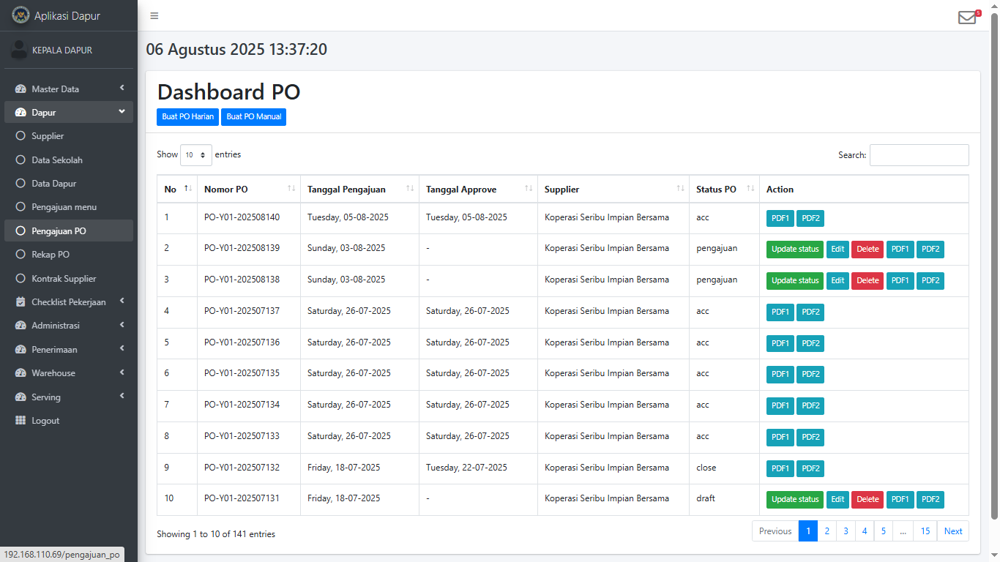 Aplikasi Dapur
5
KEPALA DAPUR
06 Agustus 2025 13:37:20
Master Data
Dapur
Supplier
Data Sekolah
Data Dapur
Pengajuan menu
Pengajuan PO
Rekap PO
Kontrak Supplier
Checklist Pekerjaan
Administrasi
Penerimaan
Warehouse
Serving
Logout
Dashboard PO
Buat PO Harian Buat PO Manual
Show 10 entries Search:
No Nomor PO Tanggal Pengajuan Tanggal Approve Supplier Status PO Action
1 PO-Y01-202508140 Tuesday, 05-08-2025 Tuesday, 05-08-2025 Koperasi Seribu Impian Bersama acc PDF1 PDF2
2 PO-Y01-202508139 Sunday, 03-08-2025 - Koperasi Seribu Impian Bersama pengajuan Update status Edit Delete PDF1 PDF2
3 PO-Y01-202508138 Sunday, 03-08-2025 - Koperasi Seribu Impian Bersama pengajuan Update status Edit Delete PDF1 PDF2
4 PO-Y01-202507137 Saturday, 26-07-2025 Saturday, 26-07-2025 Koperasi Seribu Impian Bersama acc PDF1 PDF2
5 PO-Y01-202507136 Saturday, 26-07-2025 Saturday, 26-07-2025 Koperasi Seribu Impian Bersama acc PDF1 PDF2
6 PO-Y01-202507135 Saturday, 26-07-2025 Saturday, 26-07-2025 Koperasi Seribu Impian Bersama acc PDF1 PDF2
7 PO-Y01-202507134 Saturday, 26-07-2025 Saturday, 26-07-2025 Koperasi Seribu Impian Bersama acc PDF1 PDF2
8 PO-Y01-202507133 Saturday, 26-07-2025 Saturday, 26-07-2025 Koperasi Seribu Impian Bersama acc PDF1 PDF2
9 PO-Y01-202507132 Friday, 18-07-2025 Tuesday, 22-07-2025 Koperasi Seribu Impian Bersama close PDF1 PDF2
10 PO-Y01-202507131 Friday, 18-07-2025 - Koperasi Seribu Impian Bersama draft Update status Edit Delete PDF1 PDF2
Showing 1 to 10 of 141 entries Previous 1 2 3 4 5 ... 15 Next
192.168.110.69/pengajuan_po